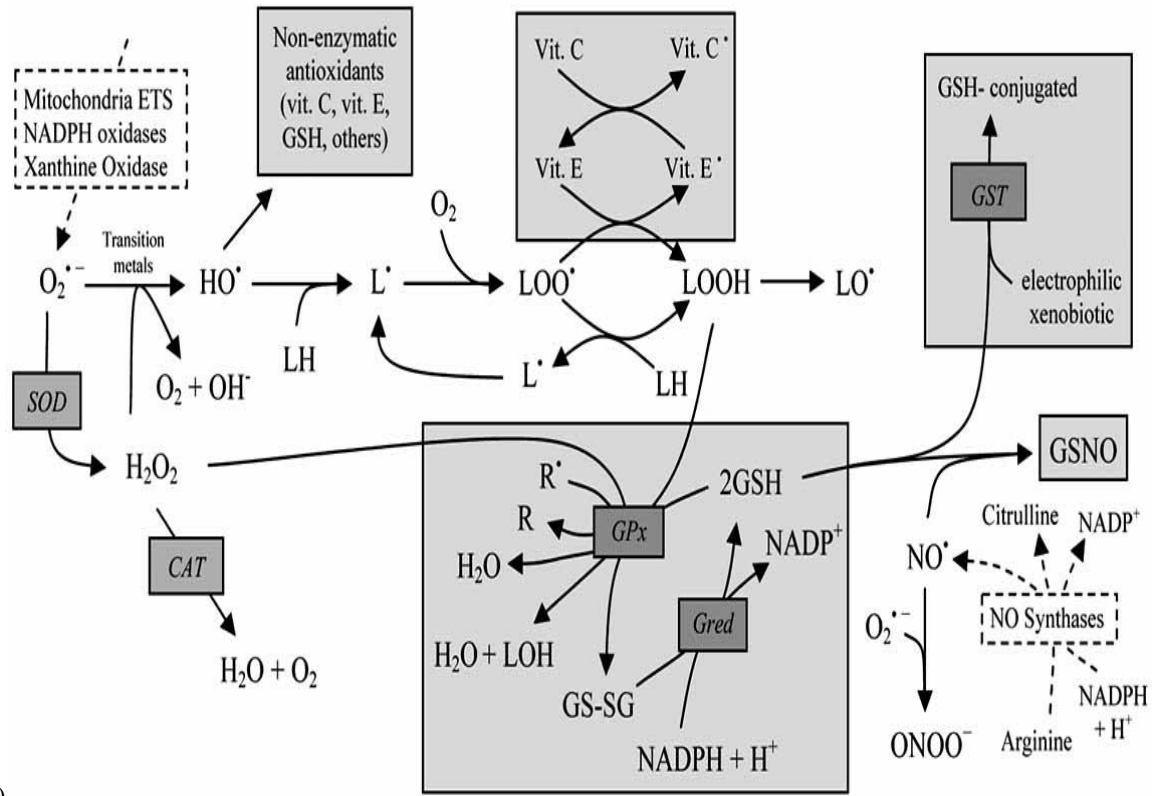 Mitochondria ETS
NADPH oxidases
Xanthine Oxidase
Non-enzymatic
antioxidants
(vit. C, vit. E,
GSH, others)
Vit. C
Vit. C•
Vit. E
Vit. E•
GSH- conjugated
GST
electrophilic
xenobiotic
O₂•⁻
Transition
metals
HO•
L•
O₂
LOO•
LOOH
LO•
O₂ + OH⁻
LH
L•
LH
SOD
H₂O₂
CAT
H₂O + O₂
R•
R
H₂O
GPx
2GSH
NADP⁺
H₂O + LOH
Gred
GS-SG
NADPH + H⁺
GSNO
Citrulline
NADP⁺
NO•
O₂•⁻
NO Synthases
NADPH
+ H⁺
Arginine
ONOO⁻
)